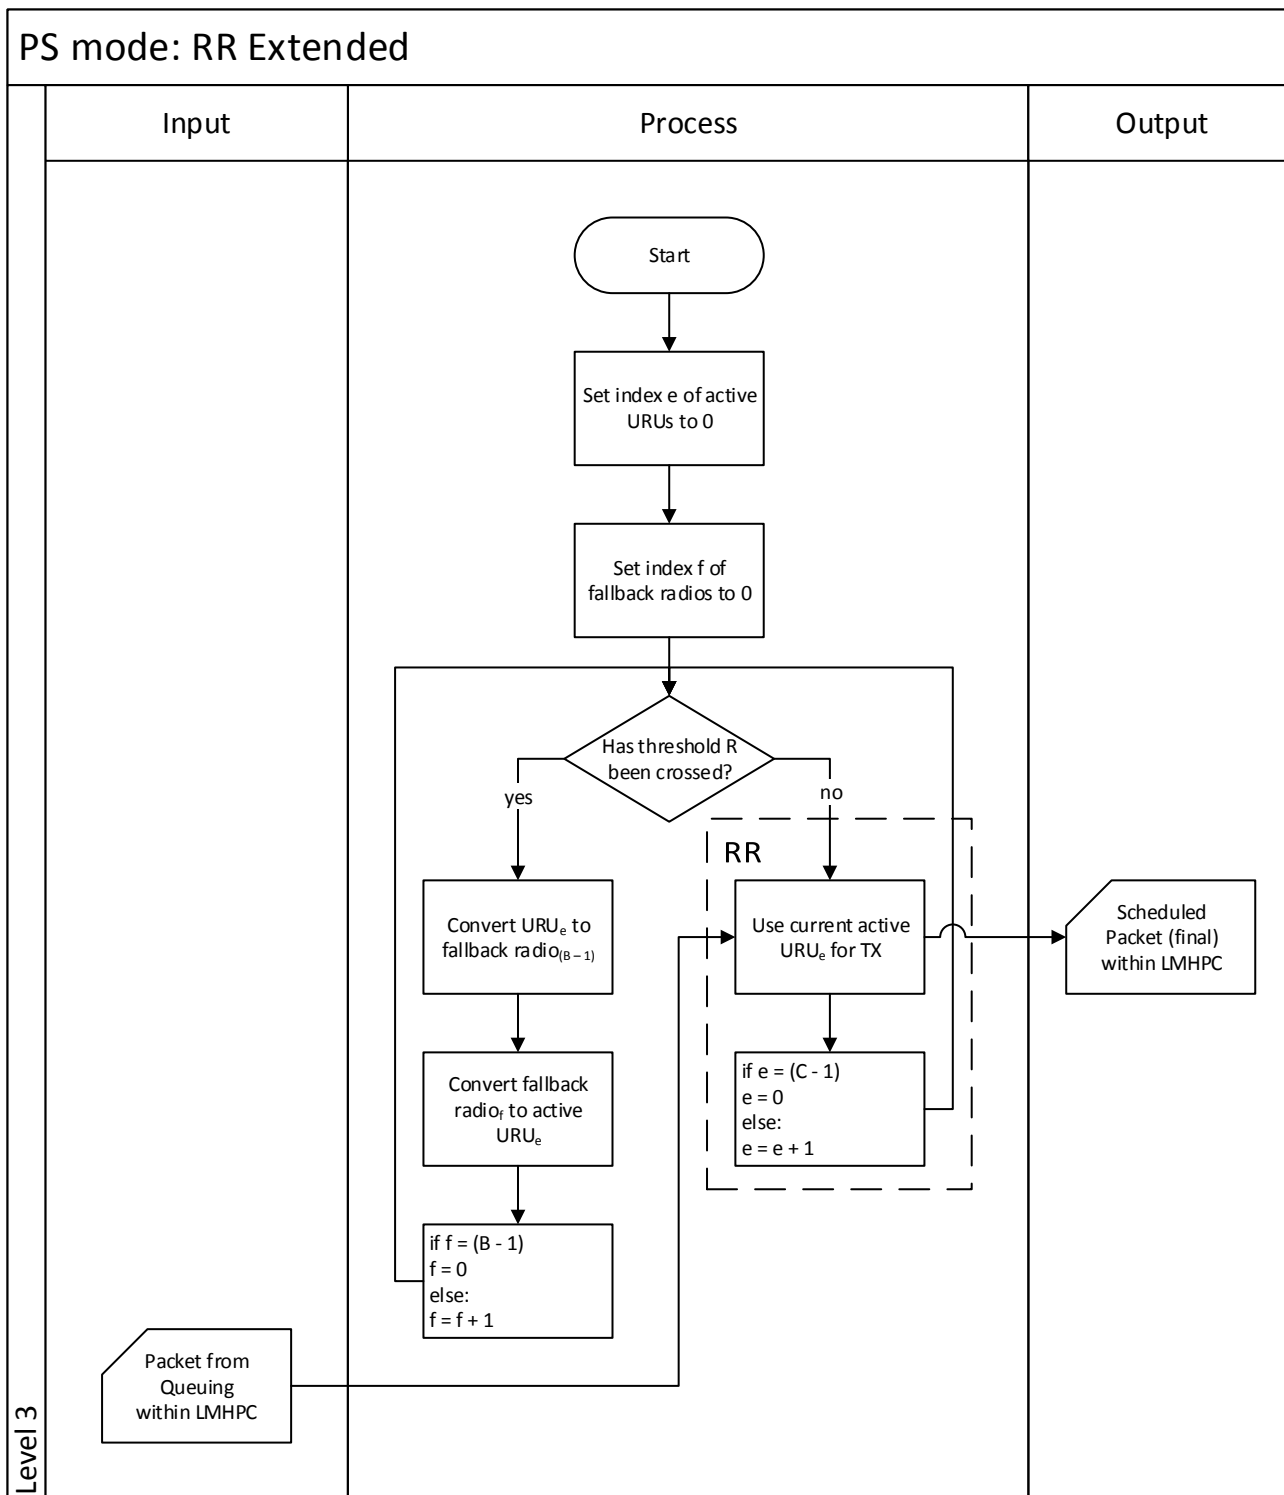 PS mode: RR Extended
Input
Process
Output
Level 3
Start
Set index e of active
URUs to 0
Set index f of
fallback radios to 0
Has threshold R
been crossed?
yes
no
RR
Convert URUₑ to
fallback radio₍B – 1₎
Use current active
URUₑ for TX
Scheduled
Packet (final)
within LMHPC
Convert fallback
radio_f to active
URUₑ
if e = (C - 1)
e = 0
else:
e = e + 1
if f = (B - 1)
f = 0
else:
f = f + 1
Packet from
Queuing
within LMHPC